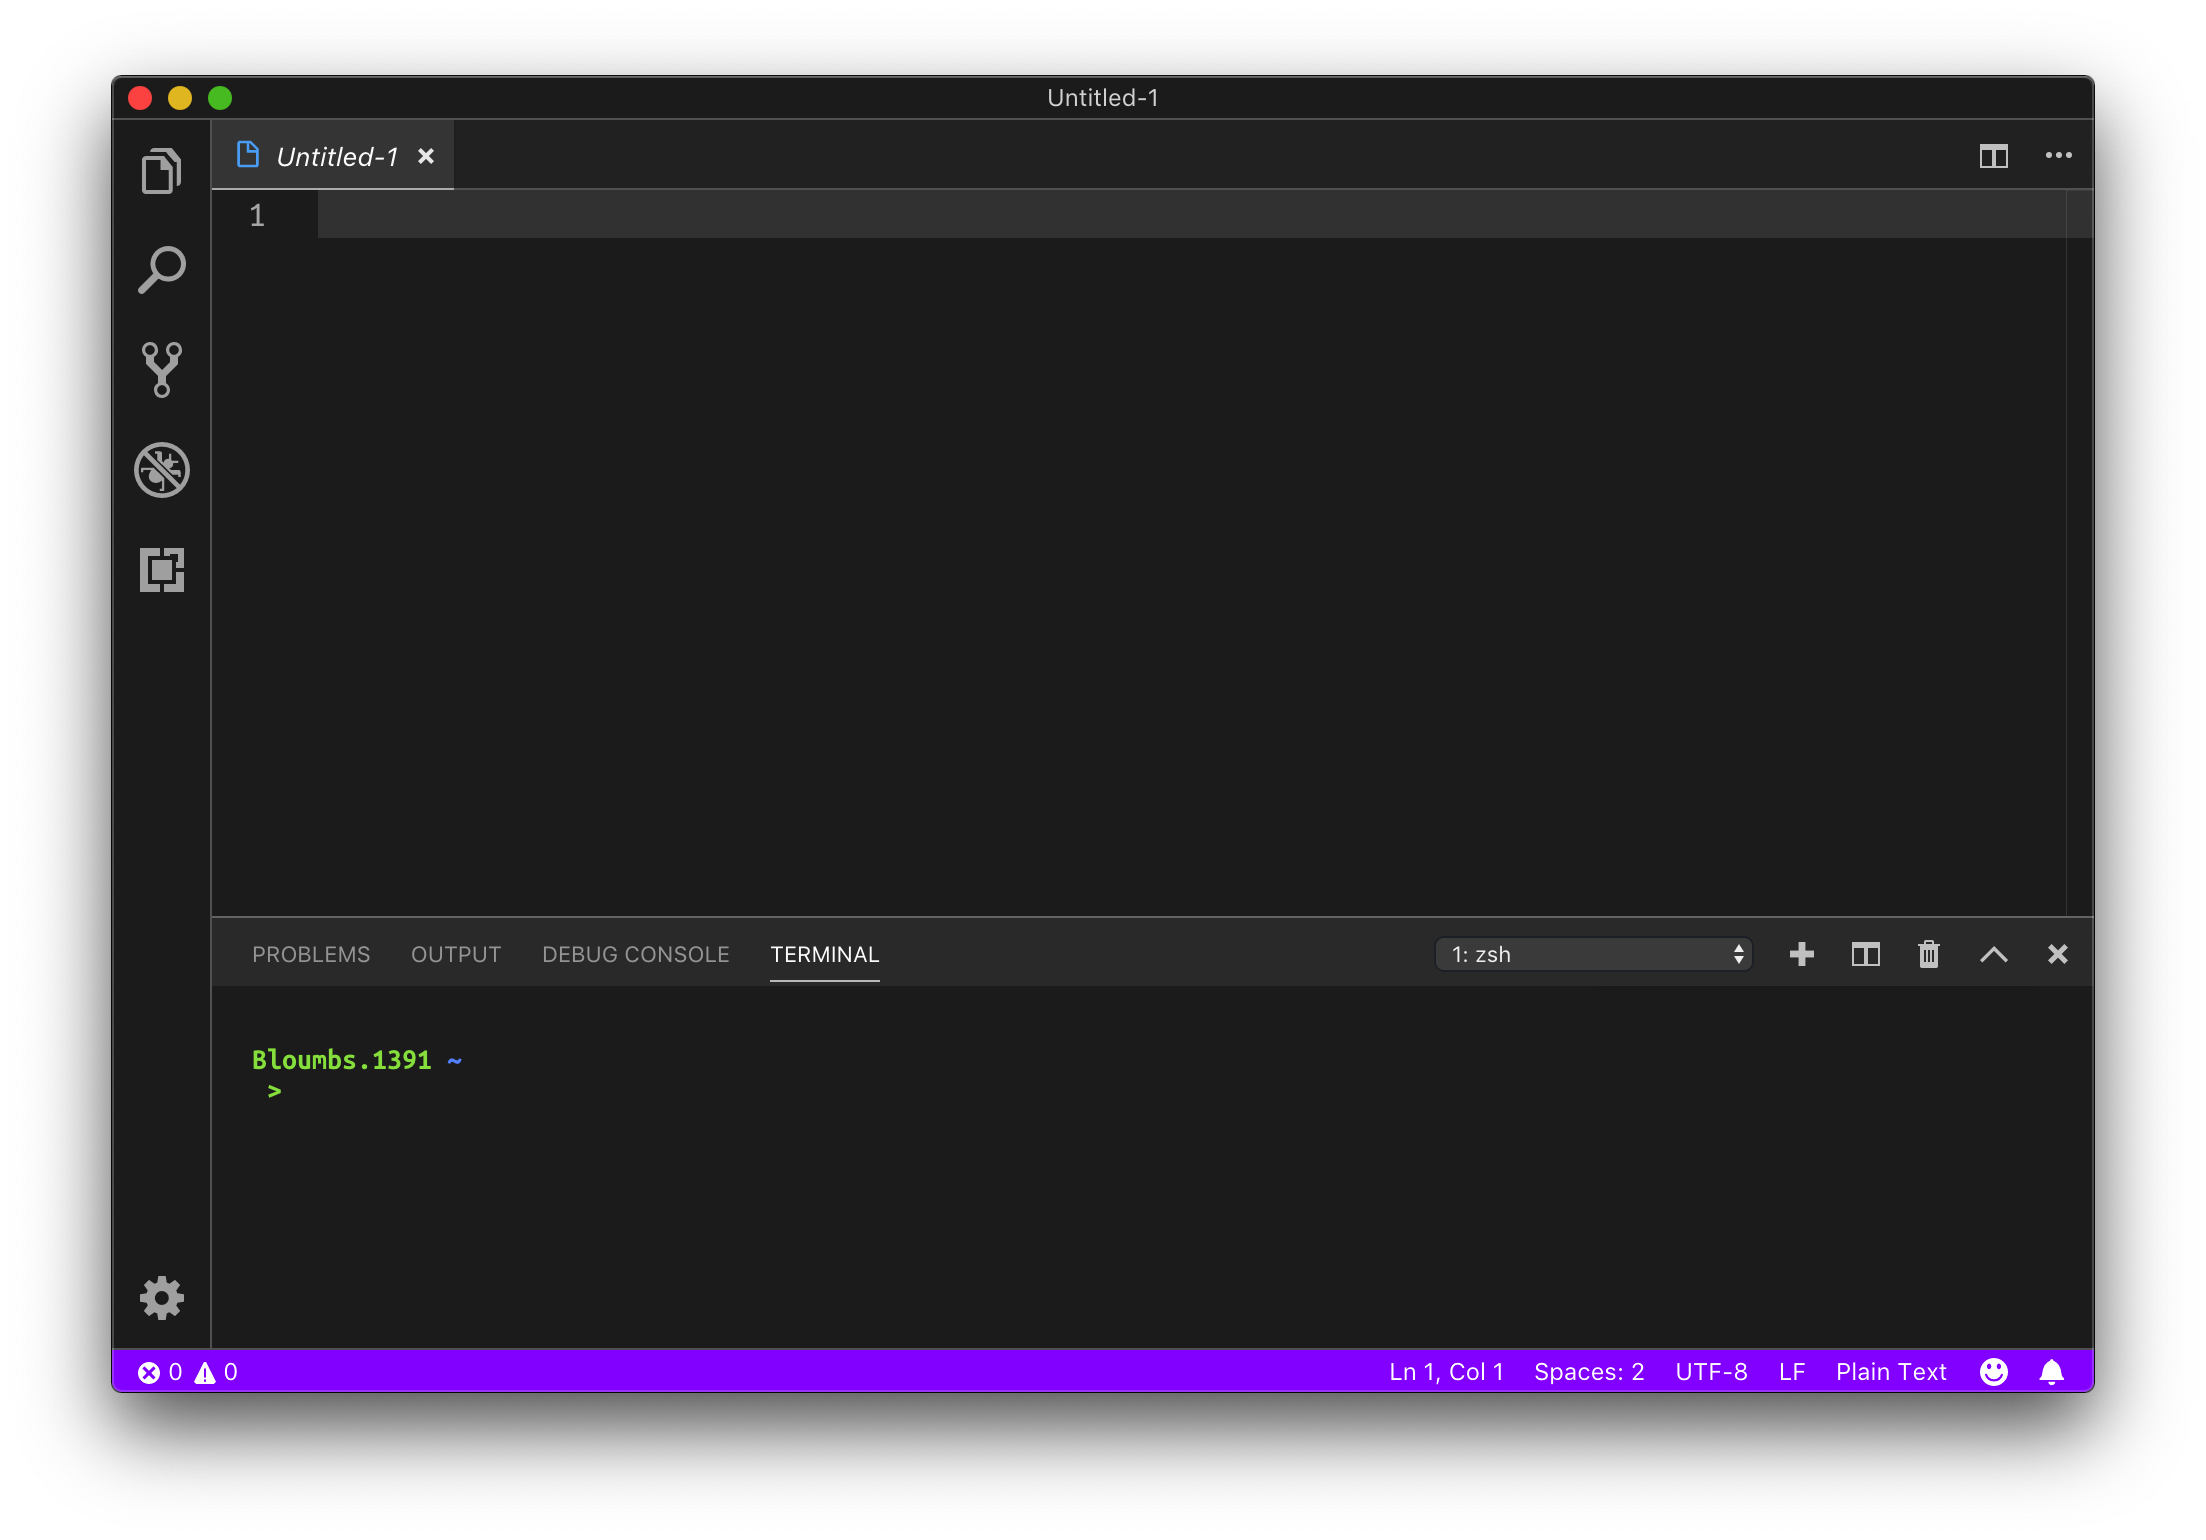 Untitled-1
Untitled-1
1
PROBLEMS OUTPUT DEBUG CONSOLE TERMINAL 1: zsh
Bloumbs.1391 ~
>
0 0 Ln 1, Col 1 Spaces: 2 UTF-8 LF Plain Text